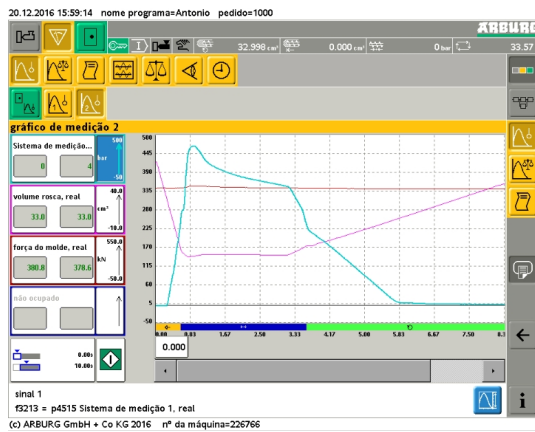 20.12.2016 15:59:14 nome programa=Antonio pedido=1000
ARBURG
32.998 cm³ 0.000 cm³ 0 bar 33.57
gráfico de medição 2
Sistema de medição...
0 4
500
bar
-50
volume rosca, real
33.0 33.0
40.0
cm³
-10.0
força do molde, real
380.8 378.6
550.0
kN
-50.0
não ocupado
0.00s
10.00s
500
445
390
335
280
225
170
115
60
5
-50
0.00 0.83 1.67 2.50 3.33 4.17 5.00 5.83 6.67 7.50 8.3
0.000
sinal 1
f3213 = p4515 Sistema de medição 1, real
(c) ARBURG GmbH + Co KG 2016 nº da máquina=226766